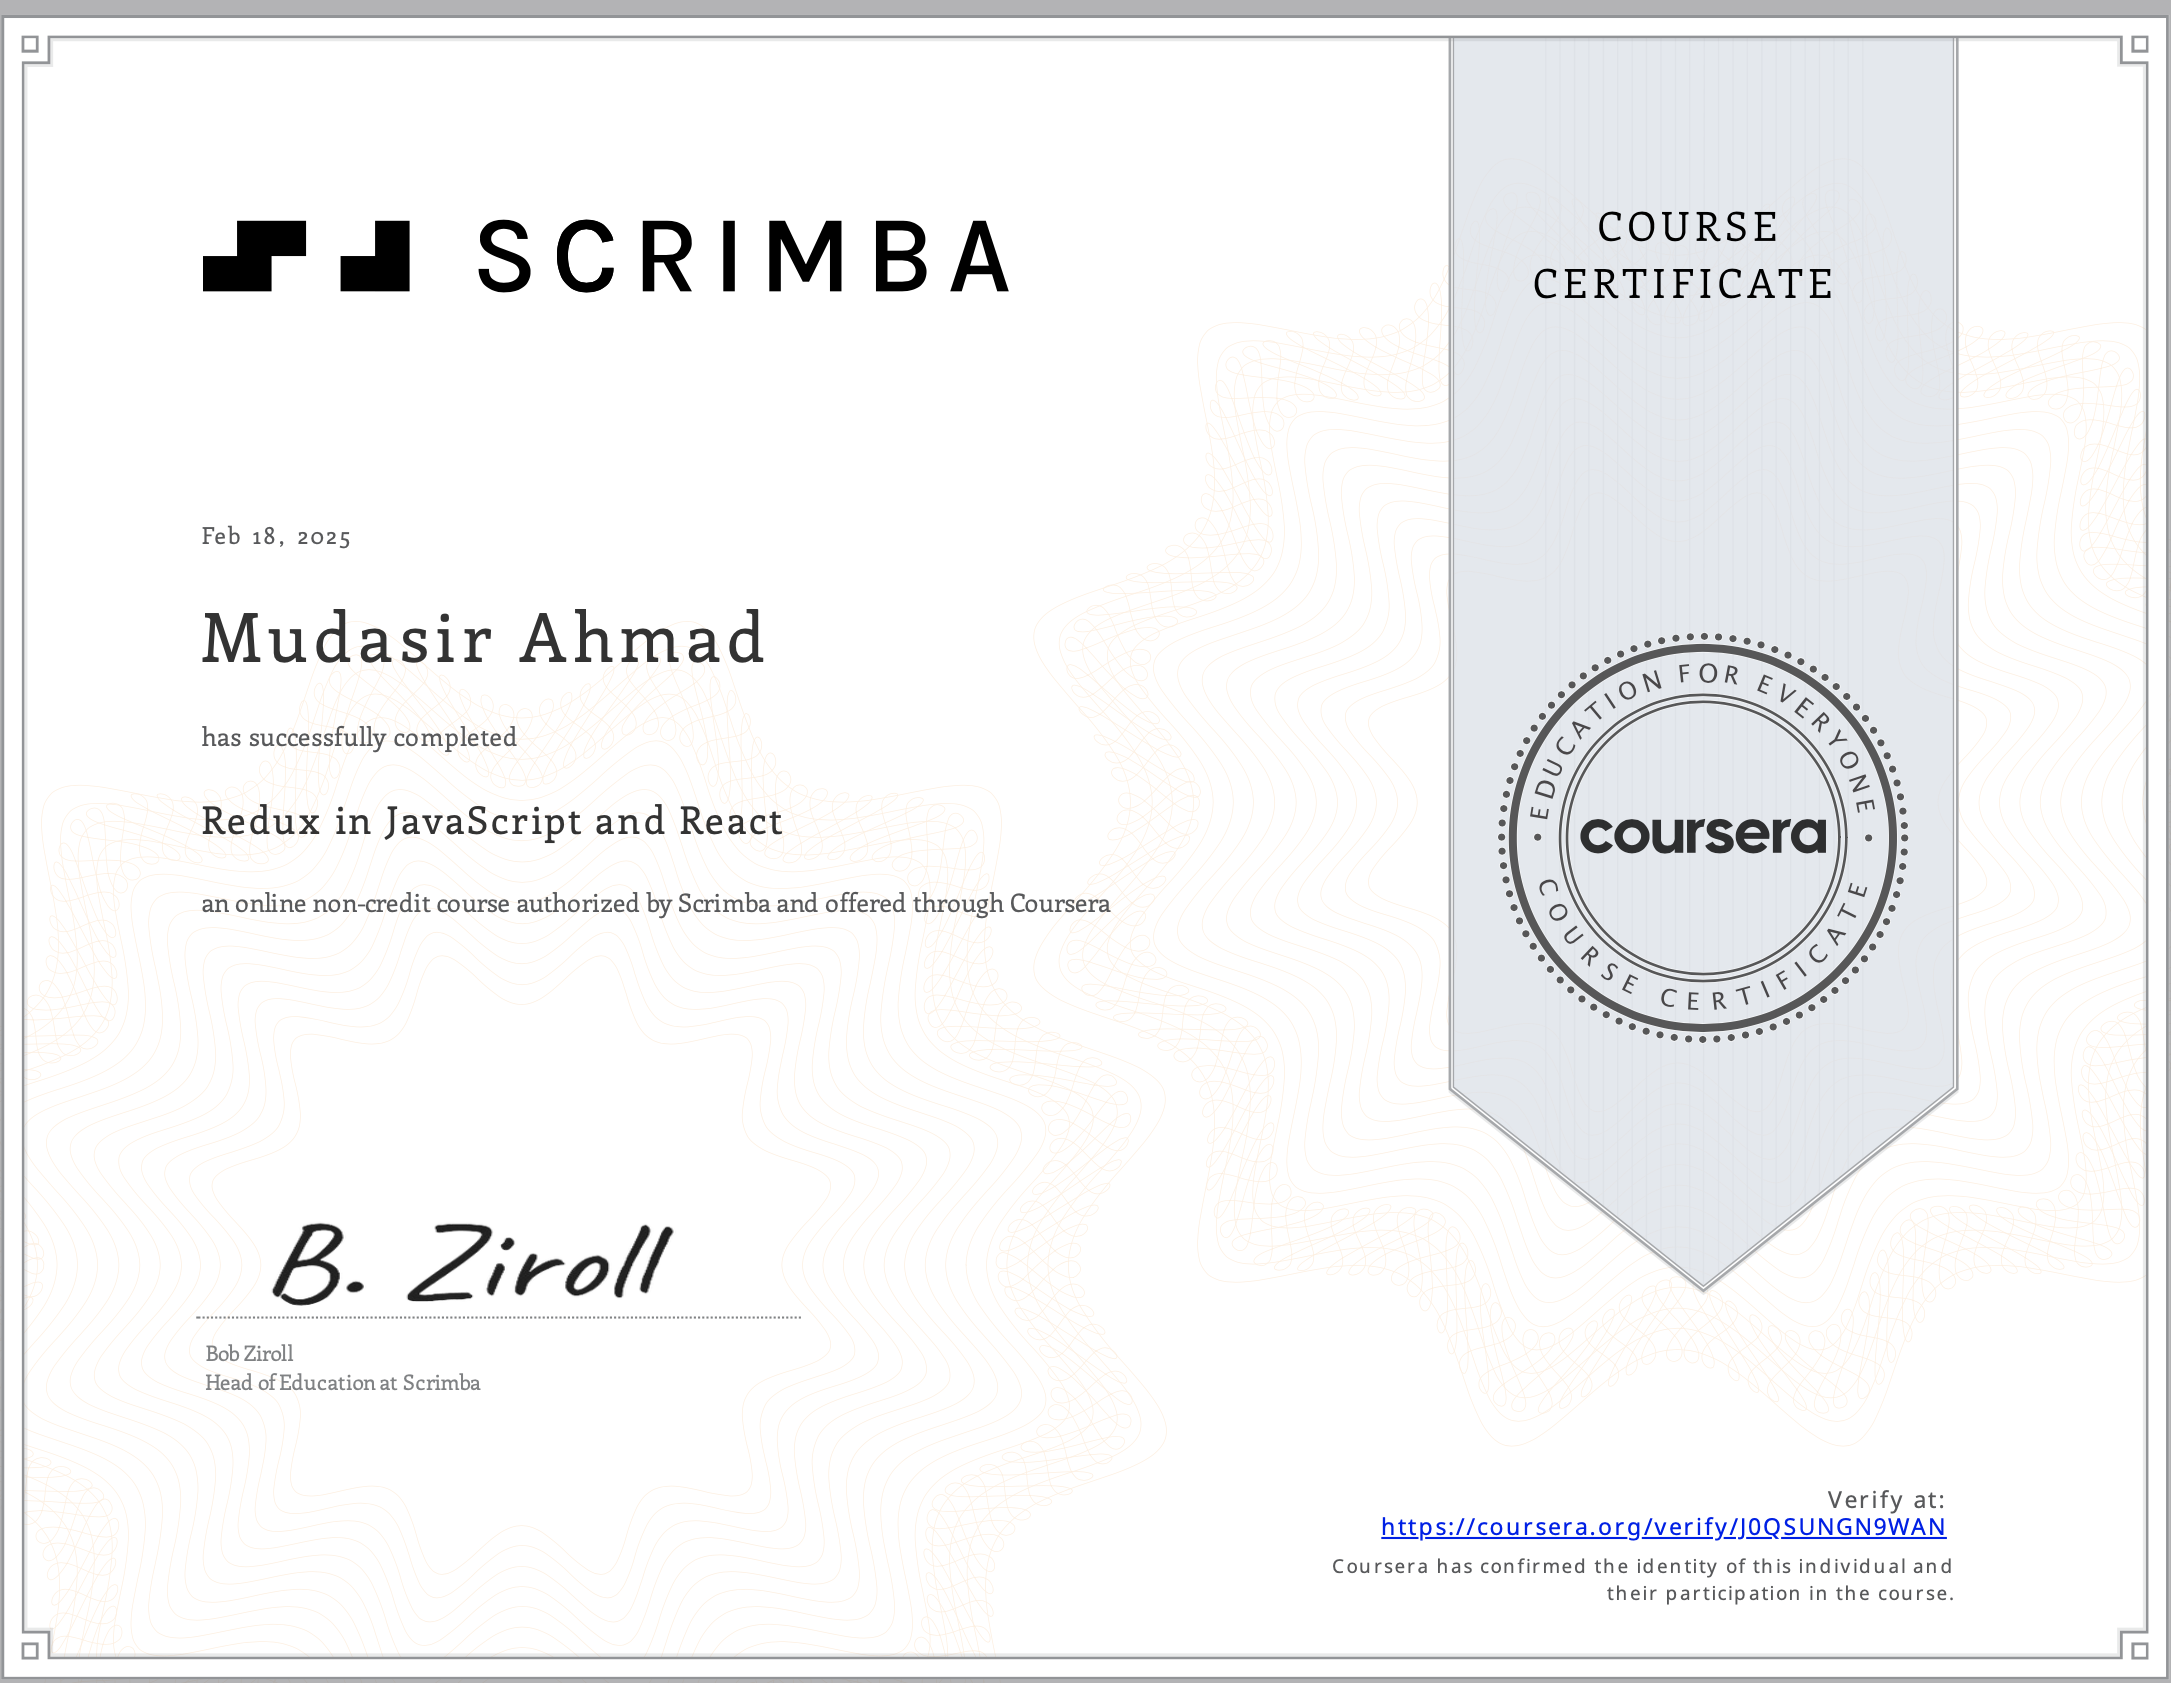 SCRIMBA
COURSE
CERTIFICATE
Feb 18, 2025
Mudasir Ahmad
has successfully completed
Redux in JavaScript and React
an online non-credit course authorized by Scrimba and offered through Coursera
EDUCATION FOR EVERYONE
coursera
COURSE CERTIFICATE
B. Ziroll
Bob Ziroll
Head of Education at Scrimba
Verify at:
https://coursera.org/verify/J0QSUNGN9WAN
Coursera has confirmed the identity of this individual and
their participation in the course.